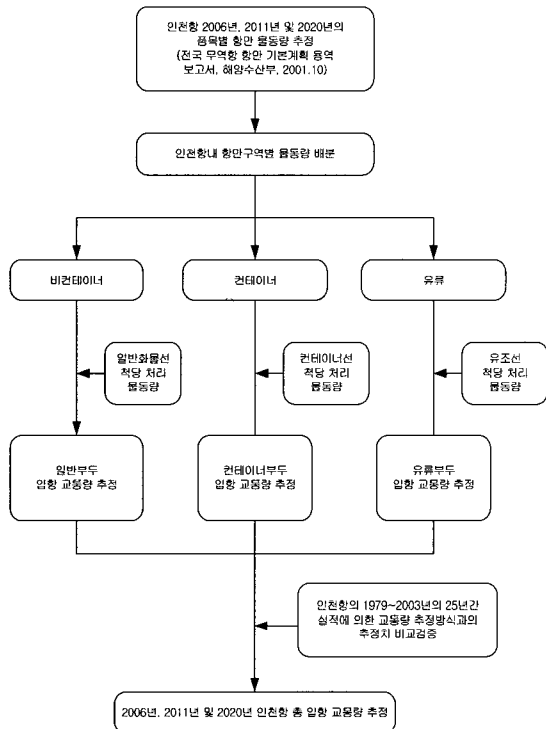 인천항 2006년, 2011년 및 2020년의
품목별 항만 물동량 추정
(전국 무역항 항만 기본계획 용역
보고서, 해양수산부, 2001.10)
인천항내 항만구역별 물동량 배분
비컨테이너
컨테이너
유류
일반화물선
척당 처리
물동량
컨테이너선
척당 처리
물동량
유조선
척당 처리
물동량
일반부두
입항 교통량 추정
컨테이너부두
입항 교통량 추정
유류부두
입항 교통량 추정
인천항의 1979~2003년의 25년간
실적에 의한 교통량 추정방식과의
추정치 비교검증
2006년, 2011년 및 2020년 인천항 총 입항 교통량 추정